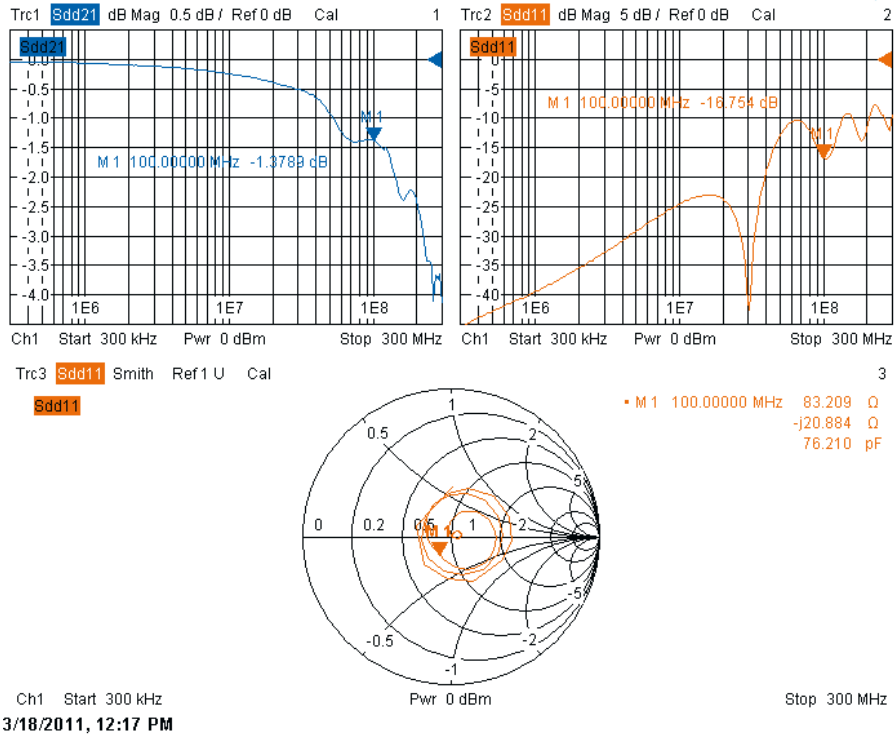 Trc1 Sdd21 dB Mag 0.5 dB / Ref 0 dB Cal 1
Sdd21
0.0
-0.5
-1.0
M 1
-1.5
M 1 100.00000 MHz -1.3789 dB
-2.0
-2.5
-3.0
-3.5
-4.0
1E6 1E7 1E8
Ch1 Start 300 kHz Pwr 0 dBm Stop 300 MHz
Trc2 Sdd11 dB Mag 5 dB / Ref 0 dB Cal 2
Sdd11
-5
M 1 100.00000 MHz -16.754 dB
-10
M 1
-15
-20
-25
-30
-35
-40
1E6 1E7 1E8
Ch1 Start 300 kHz Pwr 0 dBm Stop 300 MHz
Trc3 Sdd11 Smith Ref 1 U Cal 3
Sdd11
• M 1 100.00000 MHz 83.209 Ω
-j20.884 Ω
76.210 pF
1
0.5 2
5
0 0.2 0.5 1 2
M 1
-5
-0.5 -2
-1
Ch1 Start 300 kHz Pwr 0 dBm Stop 300 MHz
3/18/2011, 12:17 PM